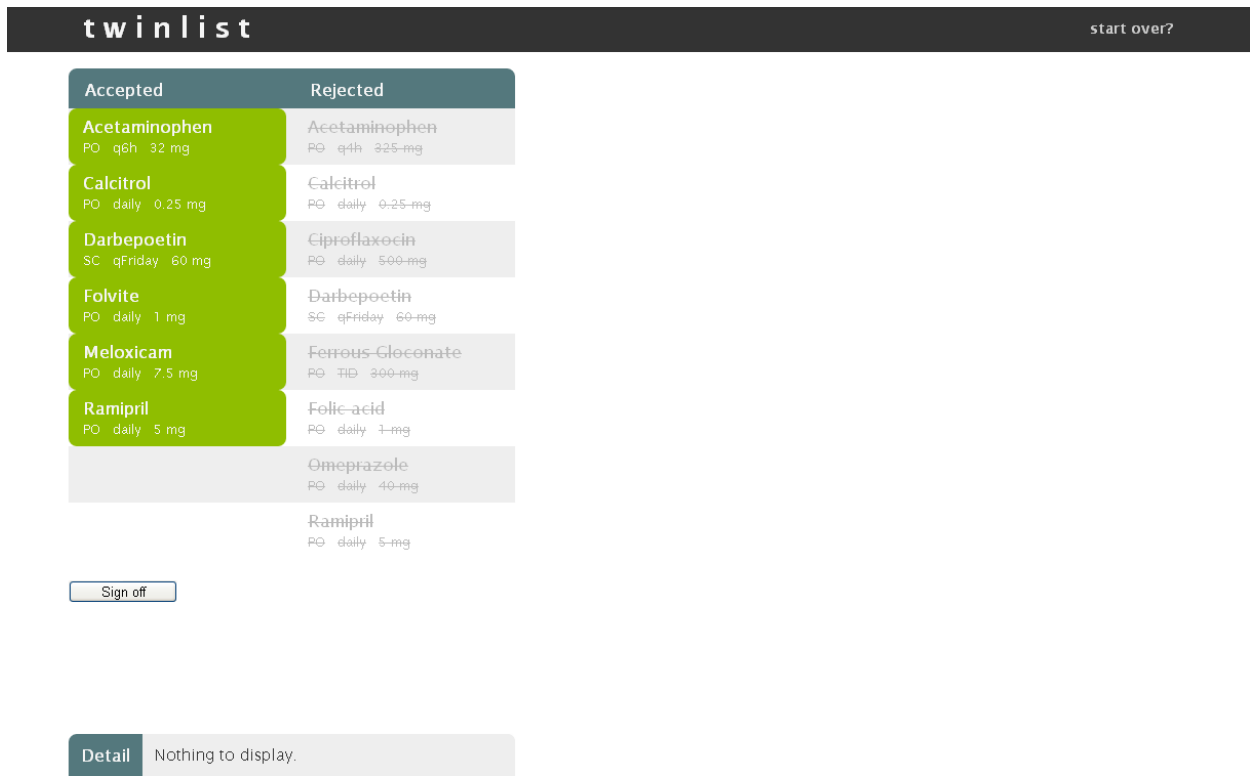 twinlist
start over?
Accepted Rejected
Acetaminophen Acetaminophen
PO q6h 32 mg PO q4h 325 mg
Calcitrol Calcitrol
PO daily 0.25 mg PO daily 0.25 mg
Darbepoetin Ciproflaxocin
SC qFriday 60 mg PO daily 500 mg
Folvite Darbepoetin
PO daily 1 mg SC qFriday 60 mg
Meloxicam Ferrous Gloconate
PO daily 7.5 mg PO TID 300 mg
Ramipril Folic acid
PO daily 5 mg PO daily 1 mg
Omeprazole
PO daily 40 mg
Ramipril
PO daily 5 mg
Sign off
Detail Nothing to display.